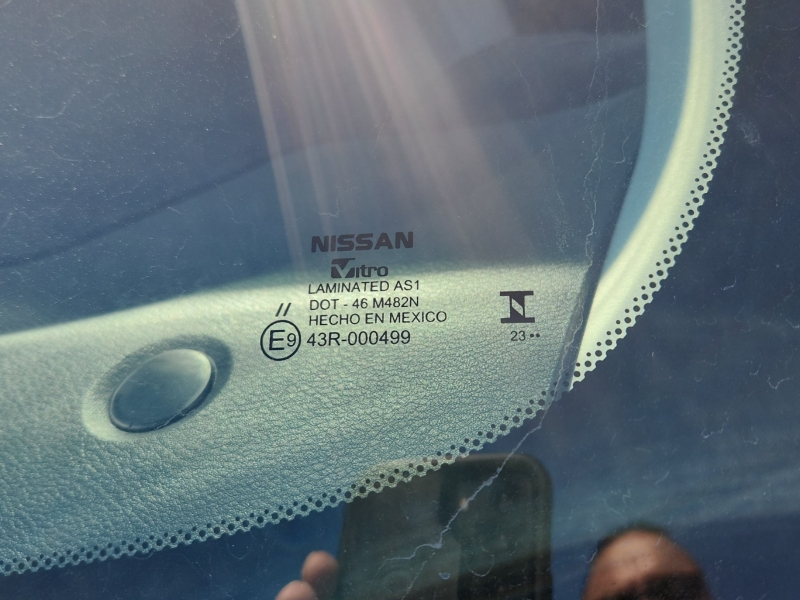 NISSAN
Vitro
LAMINATED AS1
DOT - 46 M482N
// HECHO EN MEXICO
E9 43R-000499
N
23 ••